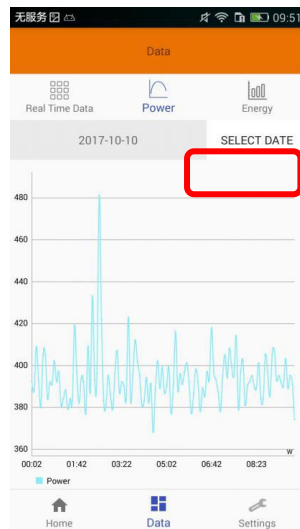 无服务 09:51
Data
Real Time Data Power Energy
2017-10-10 SELECT DATE
480
460
440
420
400
380
360
W
00:02 01:42 03:22 05:02 06:42 08:23
Power
Home Data Settings